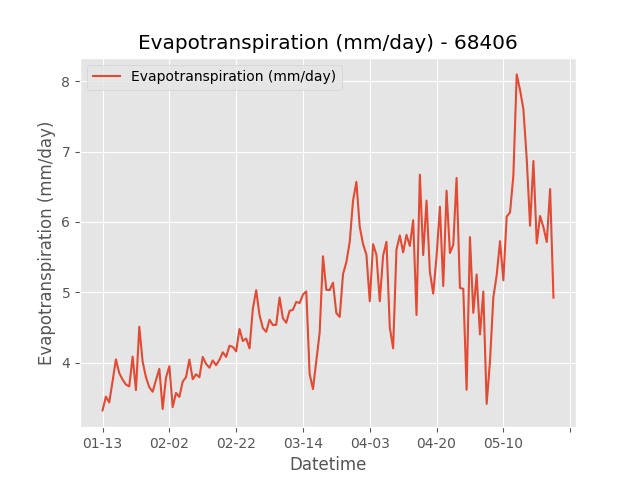 Evapotranspiration (mm/day) - 68406
Evapotranspiration (mm/day)
Evapotranspiration (mm/day)
8
7
6
5
4
01-13 02-02 02-22 03-14 04-03 04-20 05-10
Datetime